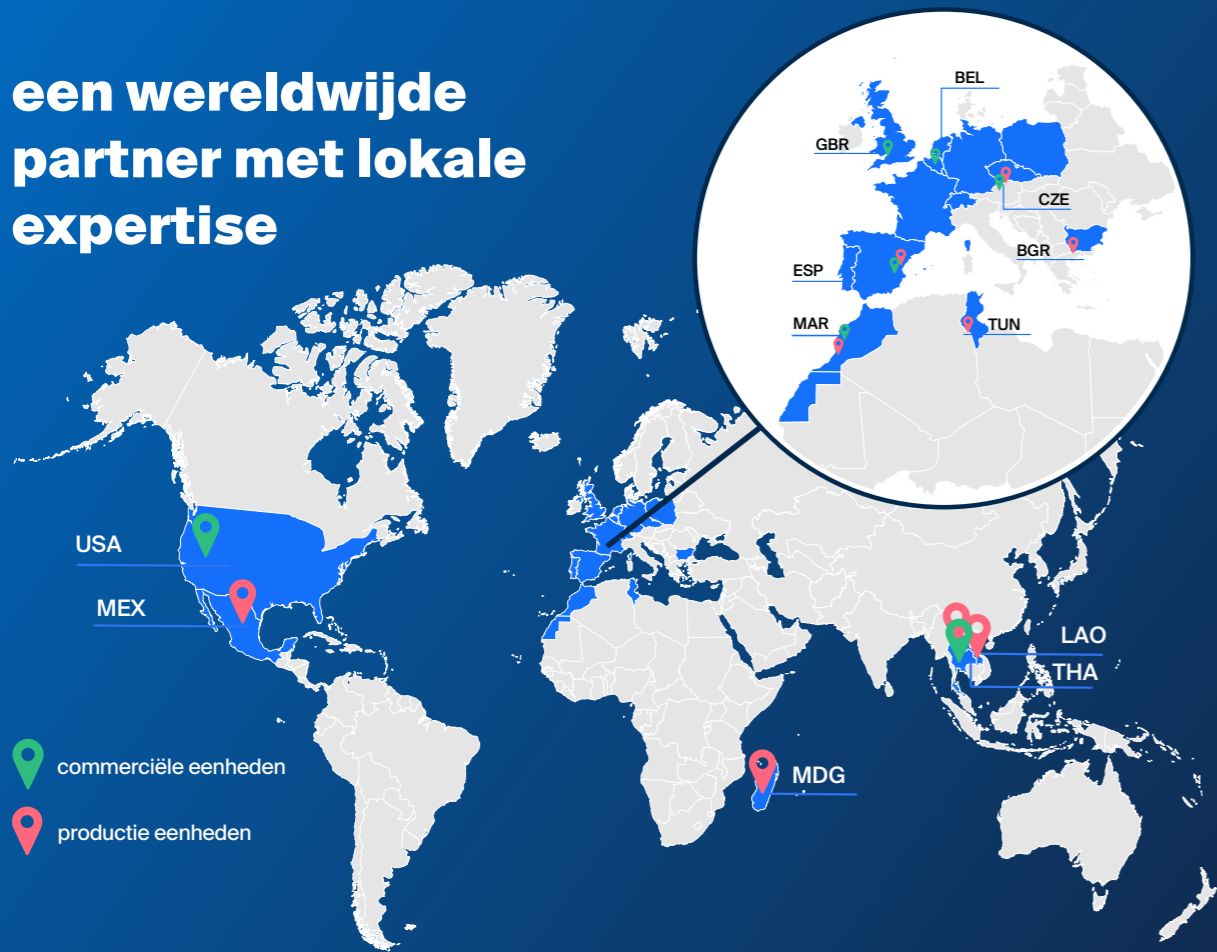 een wereldwijde
partner met lokale
expertise
BEL
GBR
CZE
BGR
ESP
MAR
TUN
USA
MEX
LAO
THA
MDG
commerciële eenheden
productie eenheden